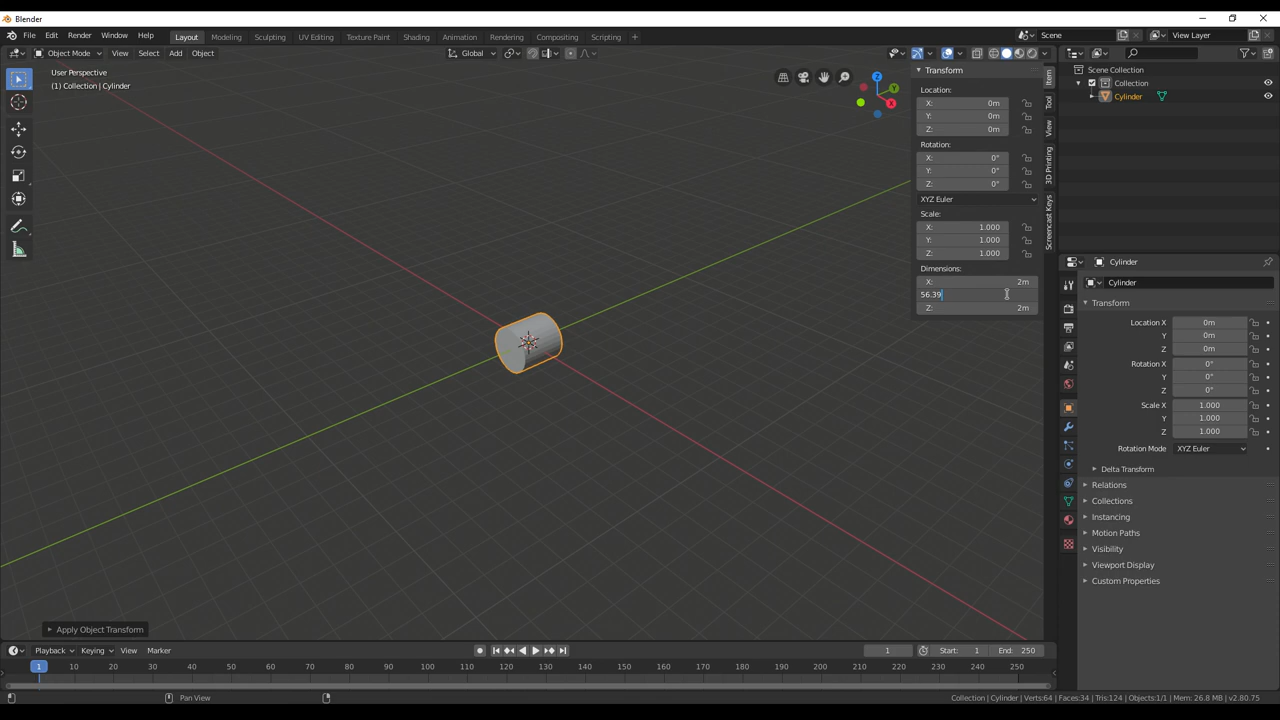 Blender
File Edit Render Window Help Layout Modeling Sculpting UV Editing Texture Paint Shading Animation Rendering Compositing Scripting + Scene View Layer
Object Mode View Select Add Object Global
User Perspective
(1) Collection | Cylinder
Z
Y
X
Transform
Location:
X: 0m
Y: 0m
Z: 0m
Rotation:
X: 0°
Y: 0°
Z: 0°
XYZ Euler
Scale:
X: 1.000
Y: 1.000
Z: 1.000
Dimensions:
X: 2m
56.39
Z: 2m
Item
Tool
View
3D Printing
Screencast Keys
Scene Collection
Collection
Cylinder
Cylinder
Cylinder
Transform
Location X 0m
Y 0m
Z 0m
Rotation X 0°
Y 0°
Z 0°
Scale X 1.000
Y 1.000
Z 1.000
Rotation Mode XYZ Euler
Delta Transform
Relations
Collections
Instancing
Motion Paths
Visibility
Viewport Display
Custom Properties
Apply Object Transform
Playback Keying View Marker 1 Start: 1 End: 250
1 10 20 30 40 50 60 70 80 90 100 110 120 130 140 150 160 170 180 190 200 210 220 230 240 250
Pan View
Collection | Cylinder | Verts:64 | Faces:34 | Tris:124 | Objects:1/1 | Mem: 26.8 MB | v2.80.75